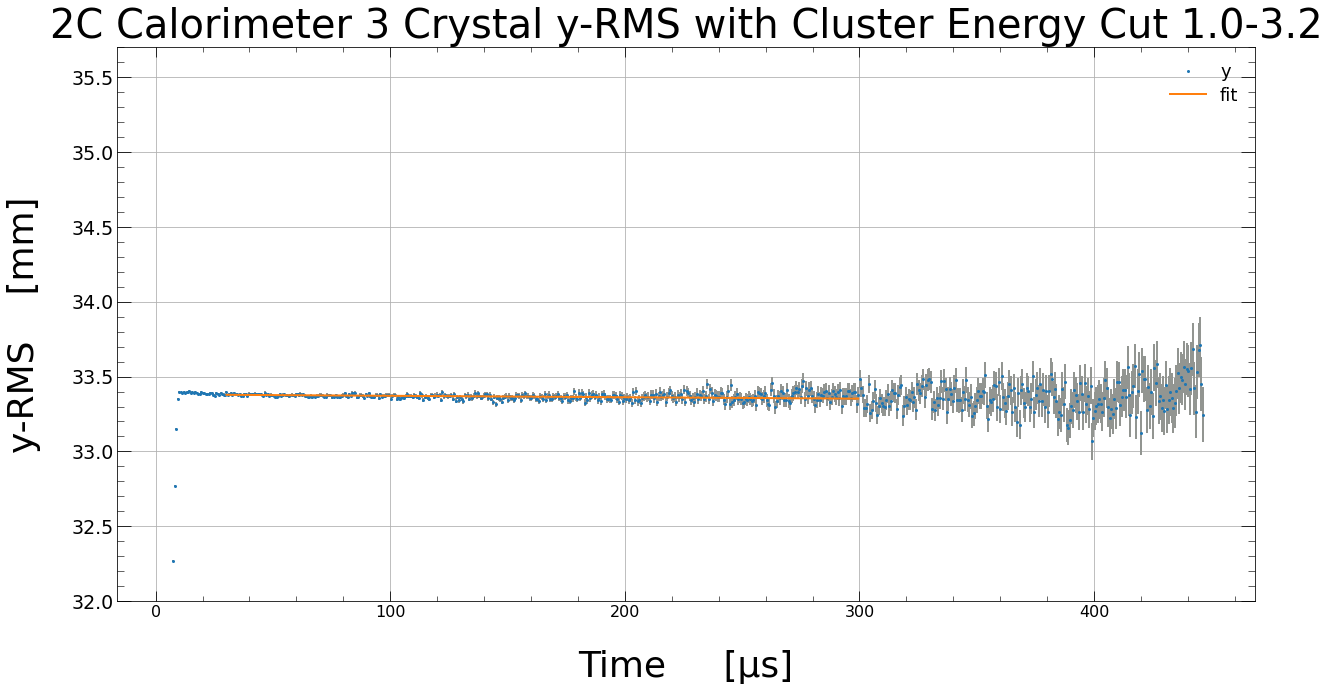 2C Calorimeter 3 Crystal y-RMS with Cluster Energy Cut 1.0-3.2
y
fit
35.5
35.0
34.5
34.0
33.5
33.0
32.5
32.0
y-RMS [mm]
0 100 200 300 400
Time [µs]